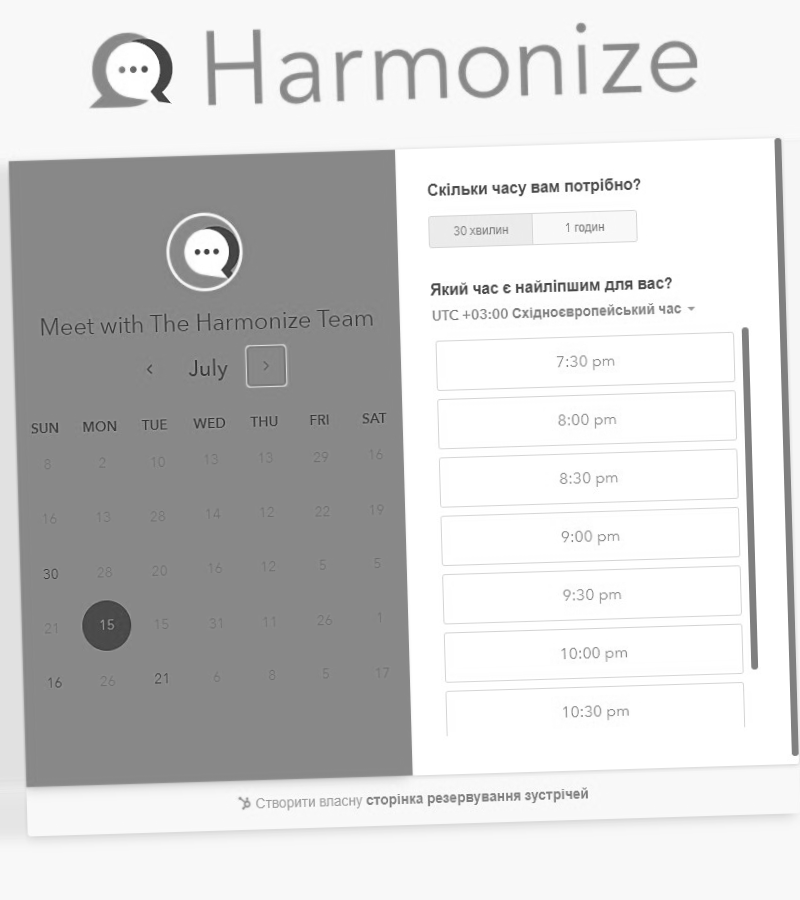 Harmonize
Meet with The Harmonize Team
July
SUN MON TUE WED THU FRI SAT
8 2 10 13 13 29 16
16 13 28 14 12 22 19
30 28 20 16 12 5 5
21 15 15 31 11 26 1
16 26 21 6 8 5 17
Скільки часу вам потрібно?
30 хвилин 1 годин
Який час є найліпшим для вас?
UTC +03:00 Східноєвропейський час
7:30 pm
8:00 pm
8:30 pm
9:00 pm
9:30 pm
10:00 pm
10:30 pm
Створити власну сторінка резервування зустрічей